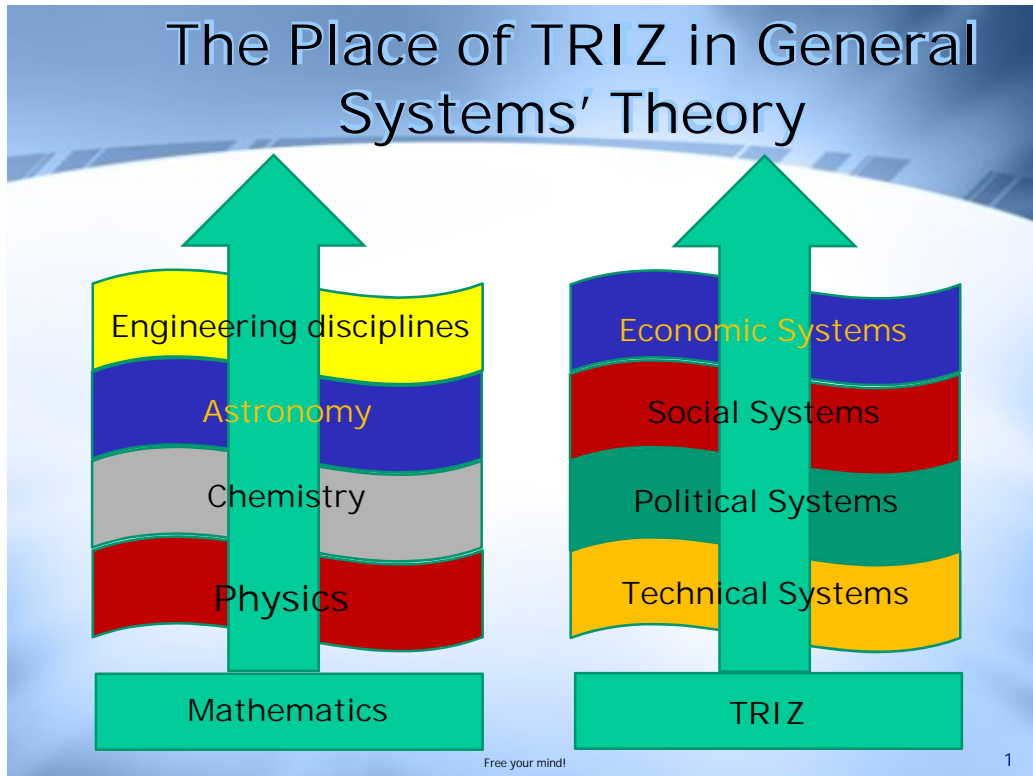 The Place of TRIZ in General
Systems’ Theory
Engineering disciplines
Astronomy
Chemistry
Physics
Mathematics
Economic Systems
Social Systems
Political Systems
Technical Systems
TRIZ
Free your mind!
1